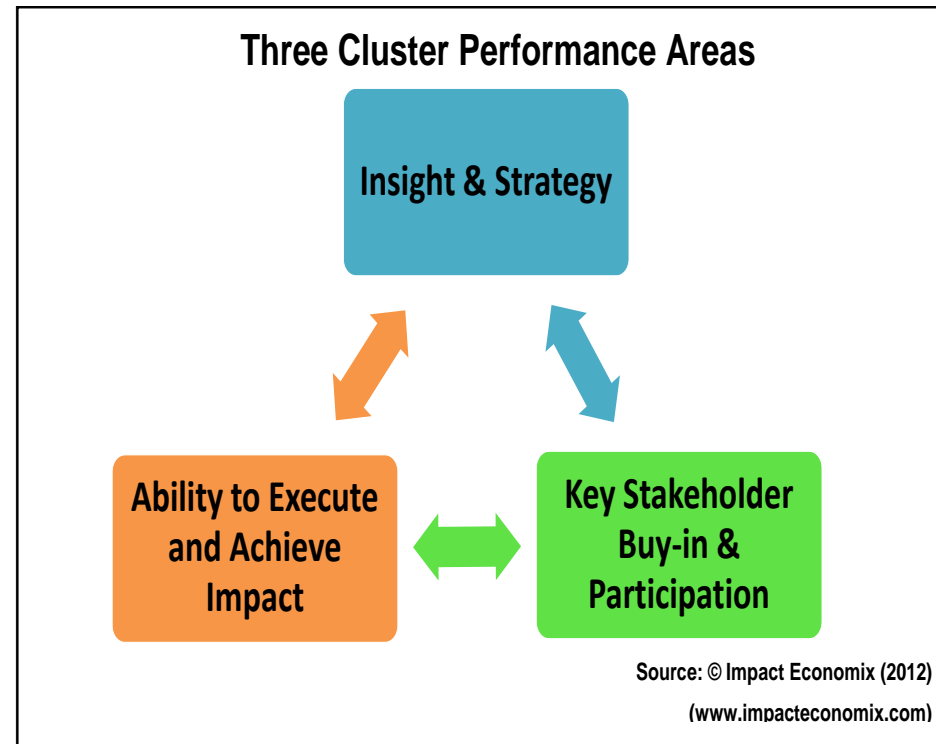 Three Cluster Performance Areas
Insight & Strategy
Ability to Execute
and Achieve
Impact
Key Stakeholder
Buy-in &
Participation
Source: © Impact Economix (2012)
(www.impacteconomix.com)